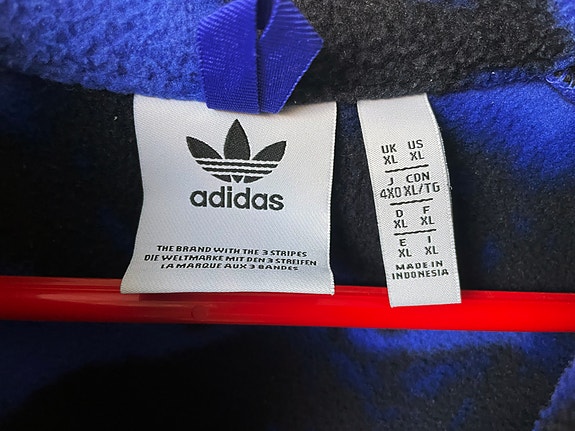 adidas
THE BRAND WITH THE 3 STRIPES
DIE WELTMARKE MIT DEN 3 STREIFEN
LA MARQUE AUX 3 BANDES
UK US
XL XL
J CDN
4XO XL/TG
D F
XL XL
E I
XL XL
MADE IN
INDONESIA